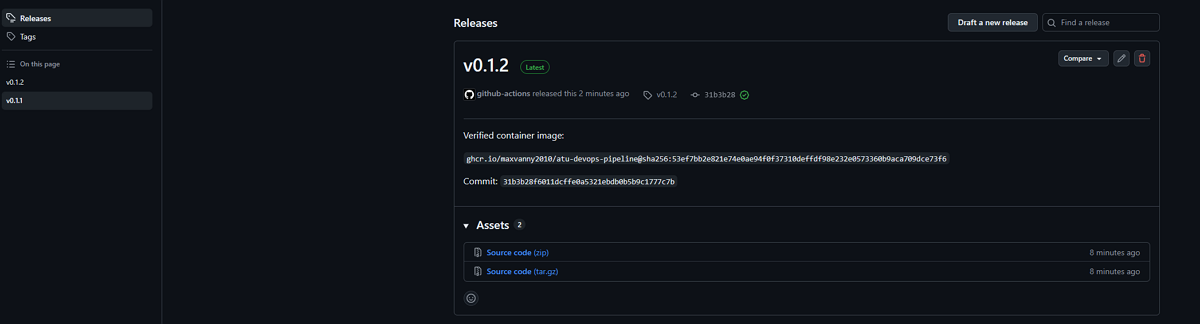 Releases
Tags
On this page
v0.1.2
v0.1.1
Releases
Draft a new release
Find a release
v0.1.2 Latest
Compare
github-actions released this 2 minutes ago v0.1.2 31b3b28
Verified container image:
ghcr.io/maxvanny2010/atu-devops-pipeline@sha256:53ef7bb2e821e74e0ae94f0f37310deffdf98e232e0573360b9aca709dce73f6
Commit: 31b3b28f6011dcffe0a5321ebdb0b5b9c1777c7b
Assets 2
Source code (zip) 8 minutes ago
Source code (tar.gz) 8 minutes ago